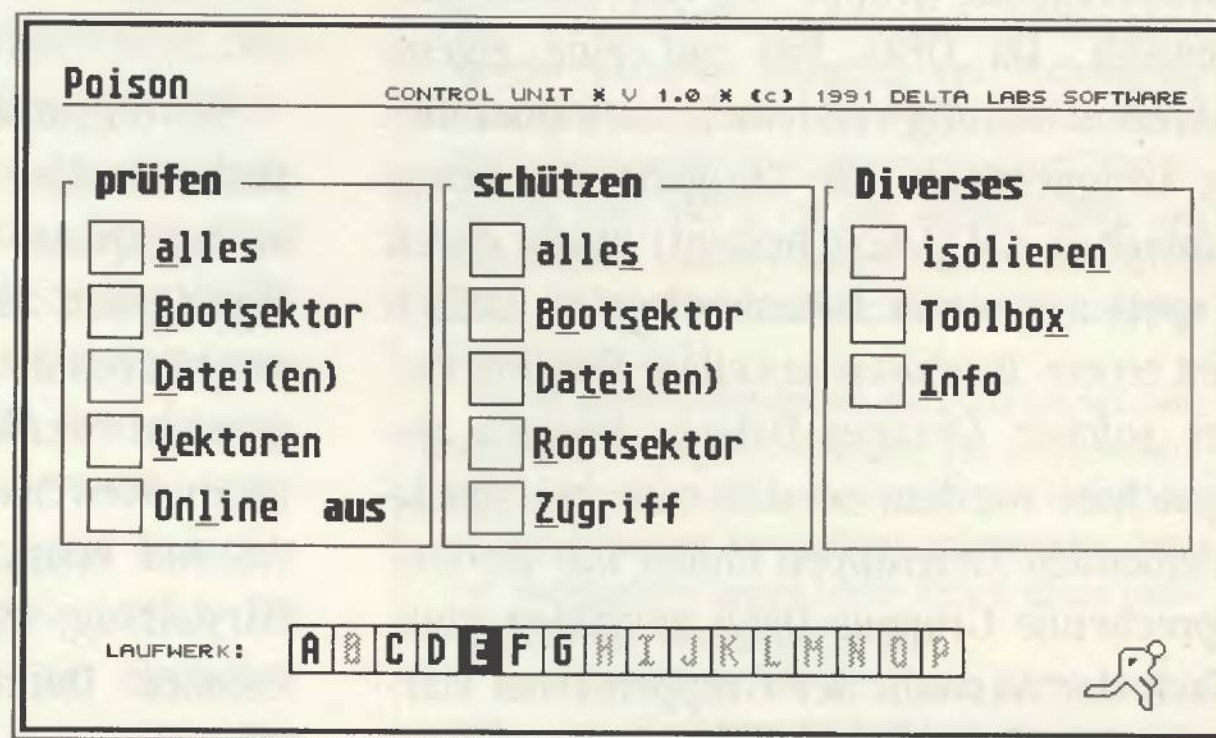 Poison
CONTROL UNIT * V 1.0 * (c) 1991 DELTA LABS SOFTWARE
prüfen
alles
Bootsektor
Datei(en)
Vektoren
Online aus
schützen
alles
Bootsektor
Datei(en)
Rootsektor
Zugriff
Diverses
isolieren
Toolbox
Info
LAUFWERK: A B C D E F G H I J K L M N O P